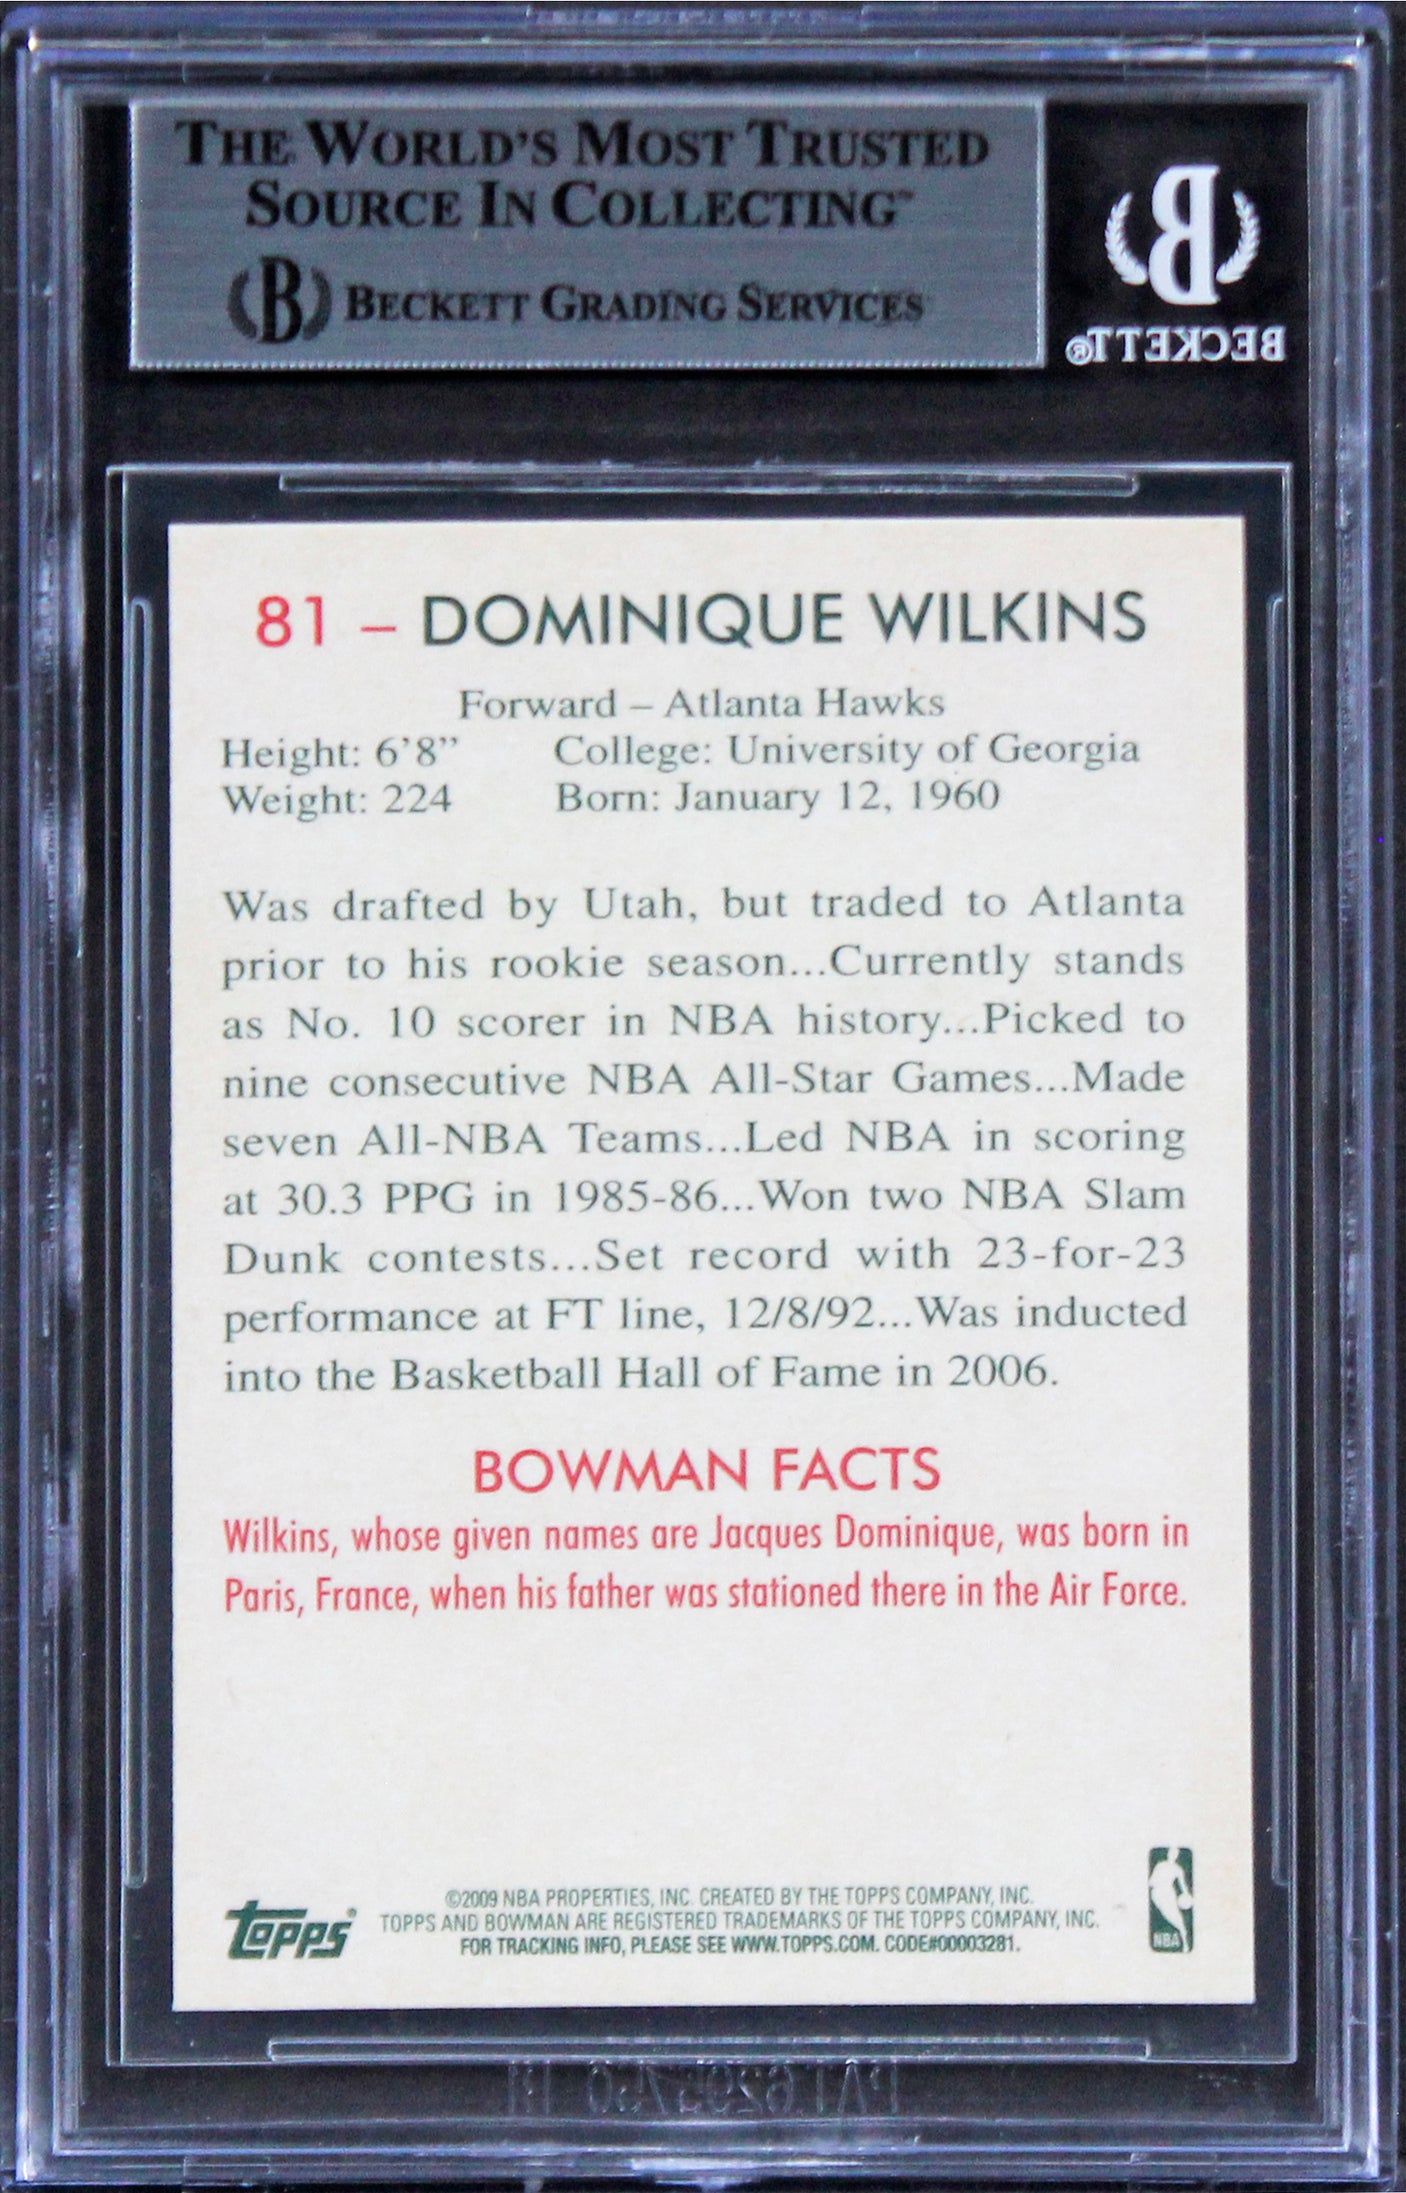 THE WORLD'S MOST TRUSTED
SOURCE IN COLLECTING™
B BECKETT GRADING SERVICES
B
BECKETT®
81 – DOMINIQUE WILKINS
Forward – Atlanta Hawks
Height: 6'8” College: University of Georgia
Weight: 224 Born: January 12, 1960
Was drafted by Utah, but traded to Atlanta
prior to his rookie season...Currently stands
as No. 10 scorer in NBA history...Picked to
nine consecutive NBA All-Star Games...Made
seven All-NBA Teams...Led NBA in scoring
at 30.3 PPG in 1985-86...Won two NBA Slam
Dunk contests...Set record with 23-for-23
performance at FT line, 12/8/92...Was inducted
into the Basketball Hall of Fame in 2006.
BOWMAN FACTS
Wilkins, whose given names are Jacques Dominique, was born in
Paris, France, when his father was stationed there in the Air Force.
Topps®
©2009 NBA PROPERTIES, INC. CREATED BY THE TOPPS COMPANY, INC.
TOPPS AND BOWMAN ARE REGISTERED TRADEMARKS OF THE TOPPS COMPANY, INC.
FOR TRACKING INFO, PLEASE SEE WWW.TOPPS.COM. CODE#00003281.
NBA